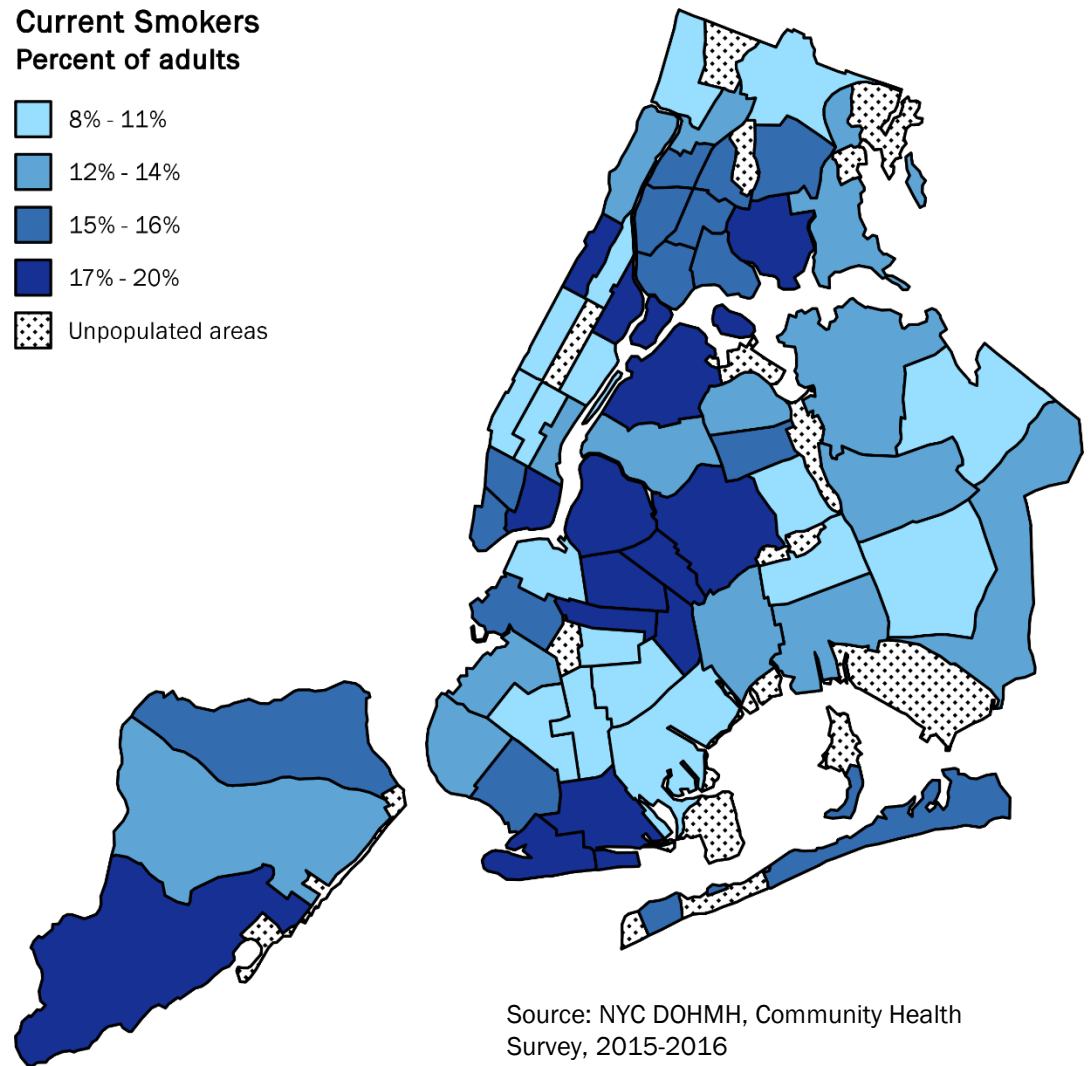 Current Smokers
Percent of adults
8% - 11%
12% - 14%
15% - 16%
17% - 20%
Unpopulated areas
Source: NYC DOHMH, Community Health
Survey, 2015-2016